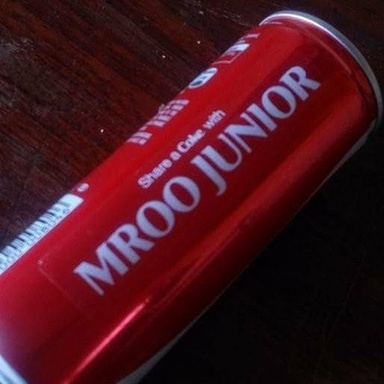 Share a Coke with
MROO JUNIOR